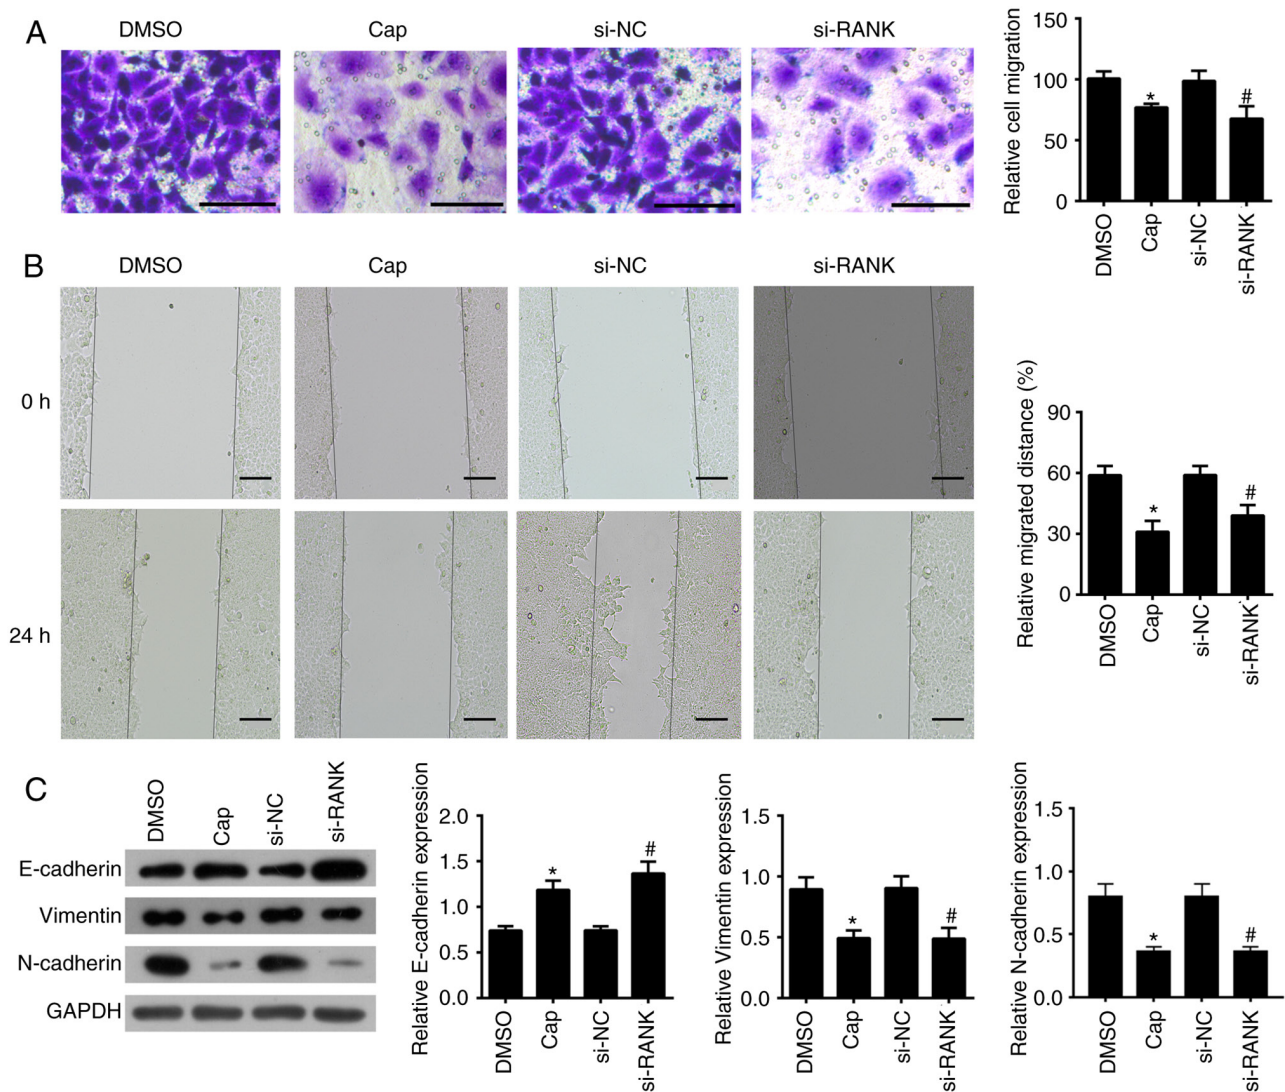 A
DMSO
Cap
si-NC
si-RANK
Relative cell migration
150
100
50
0
*
#
DMSO
Cap
si-NC
si-RANK
B
DMSO
Cap
si-NC
si-RANK
0 h
24 h
Relative migrated distance (%)
90
60
30
0
*
#
DMSO
Cap
si-NC
si-RANK
C
DMSO
Cap
si-NC
si-RANK
E-cadherin
Vimentin
N-cadherin
GAPDH
Relative E-cadherin expression
2.0
1.5
1.0
0.5
0.0
*
#
DMSO
Cap
si-NC
si-RANK
Relative Vimentin expression
1.5
1.0
0.5
0.0
*
#
DMSO
Cap
si-NC
si-RANK
Relative N-cadherin expression
1.5
1.0
0.5
0.0
*
#
DMSO
Cap
si-NC
si-RANK